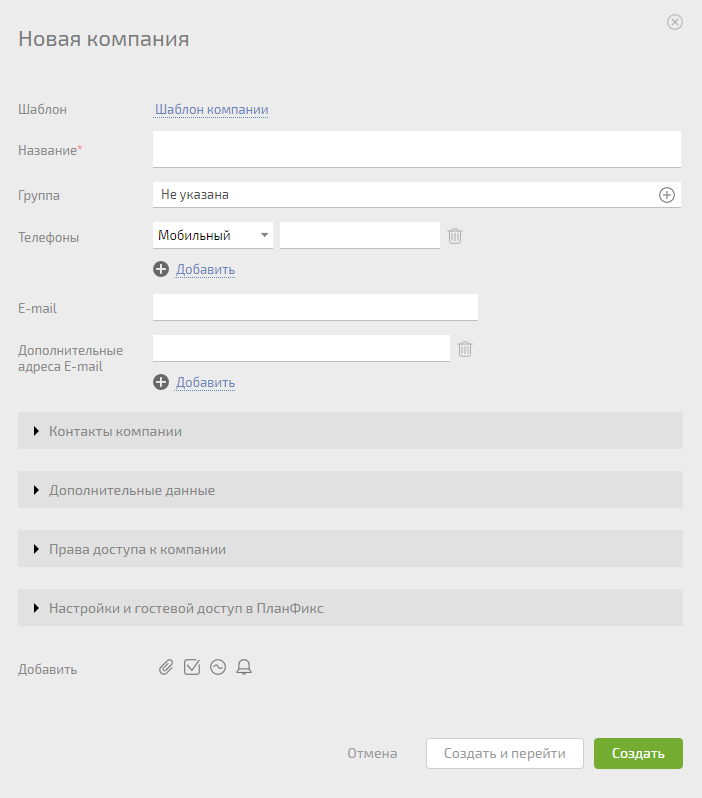 Новая компания
Шаблон
Шаблон компании
Название*
Группа
Не указана
Телефоны
Мобильный
Добавить
E-mail
Дополнительные
адреса E-mail
Добавить
Контакты компании
Дополнительные данные
Права доступа к компании
Настройки и гостевой доступ в ПланФикс
Добавить
Отмена
Создать и перейти
Создать